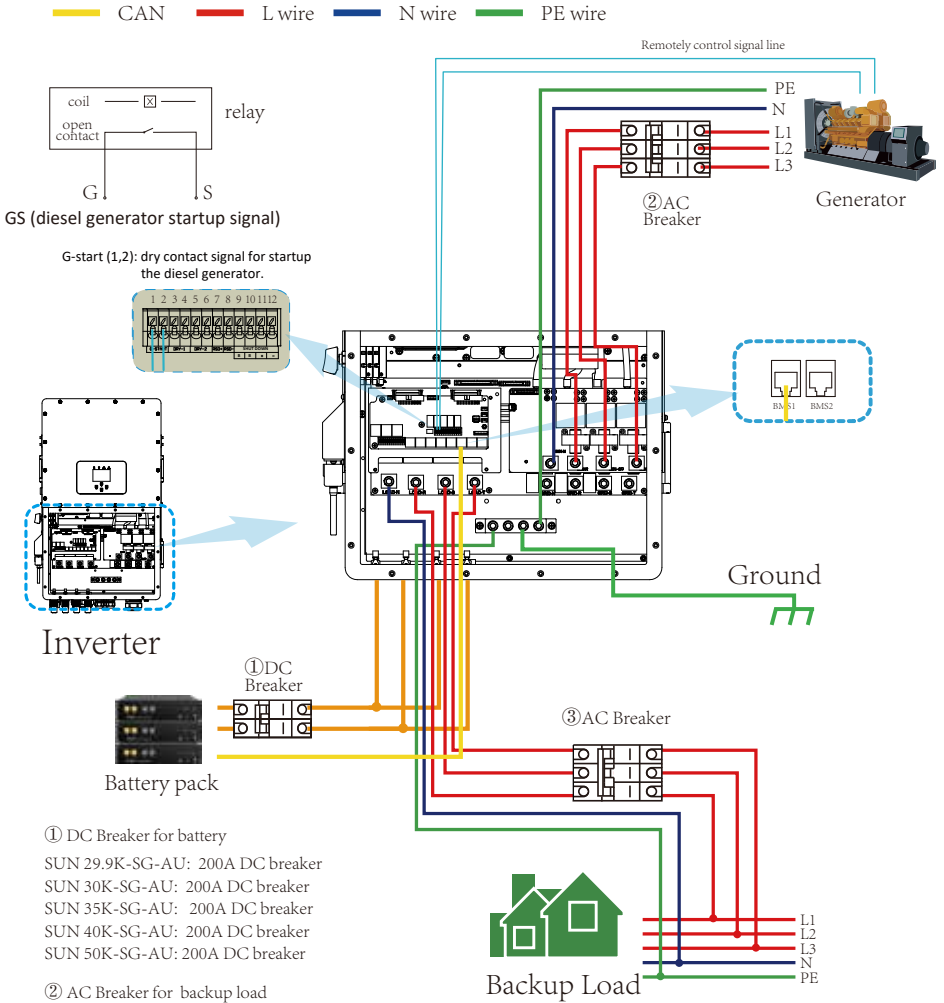 CAN
L wire
N wire
PE wire
Remotely control signal line
coil
X
relay
open
contact
G
S
GS (diesel generator startup signal)
PE
N
L1
L2
L3
②AC
Breaker
Generator
G-start (1,2): dry contact signal for startup
the diesel generator.
1 2 3 4 5 6 7 8 9 10 11 12
BMS1
BMS2
Ground
Inverter
①DC
Breaker
③AC Breaker
Battery pack
① DC Breaker for battery
SUN 29.9K-SG-AU: 200A DC breaker
SUN 30K-SG-AU: 200A DC breaker
SUN 35K-SG-AU: 200A DC breaker
SUN 40K-SG-AU: 200A DC breaker
SUN 50K-SG-AU: 200A DC breaker
② AC Breaker for backup load
Backup Load
L1
L2
L3
N
PE